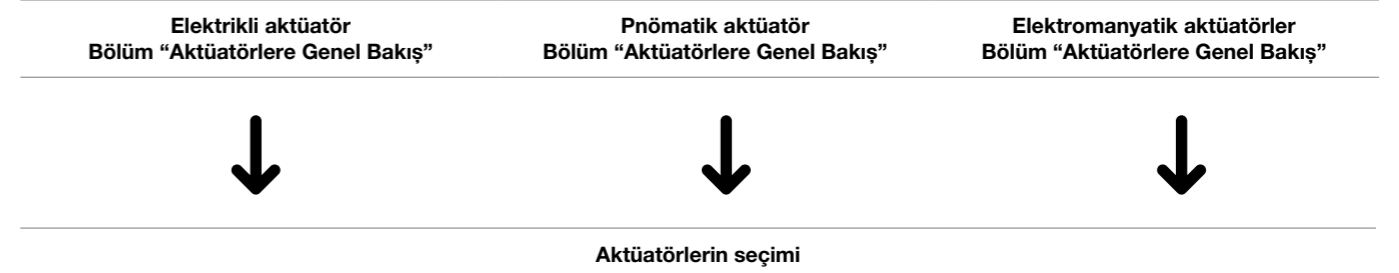 Elektrikli aktüatör
Bölüm “Aktüatörlere Genel Bakış”
Pnömatik aktüatör
Bölüm “Aktüatörlere Genel Bakış”
Elektromanyatik aktüatörler
Bölüm “Aktüatörlere Genel Bakış”
Aktüatörlerin seçimi